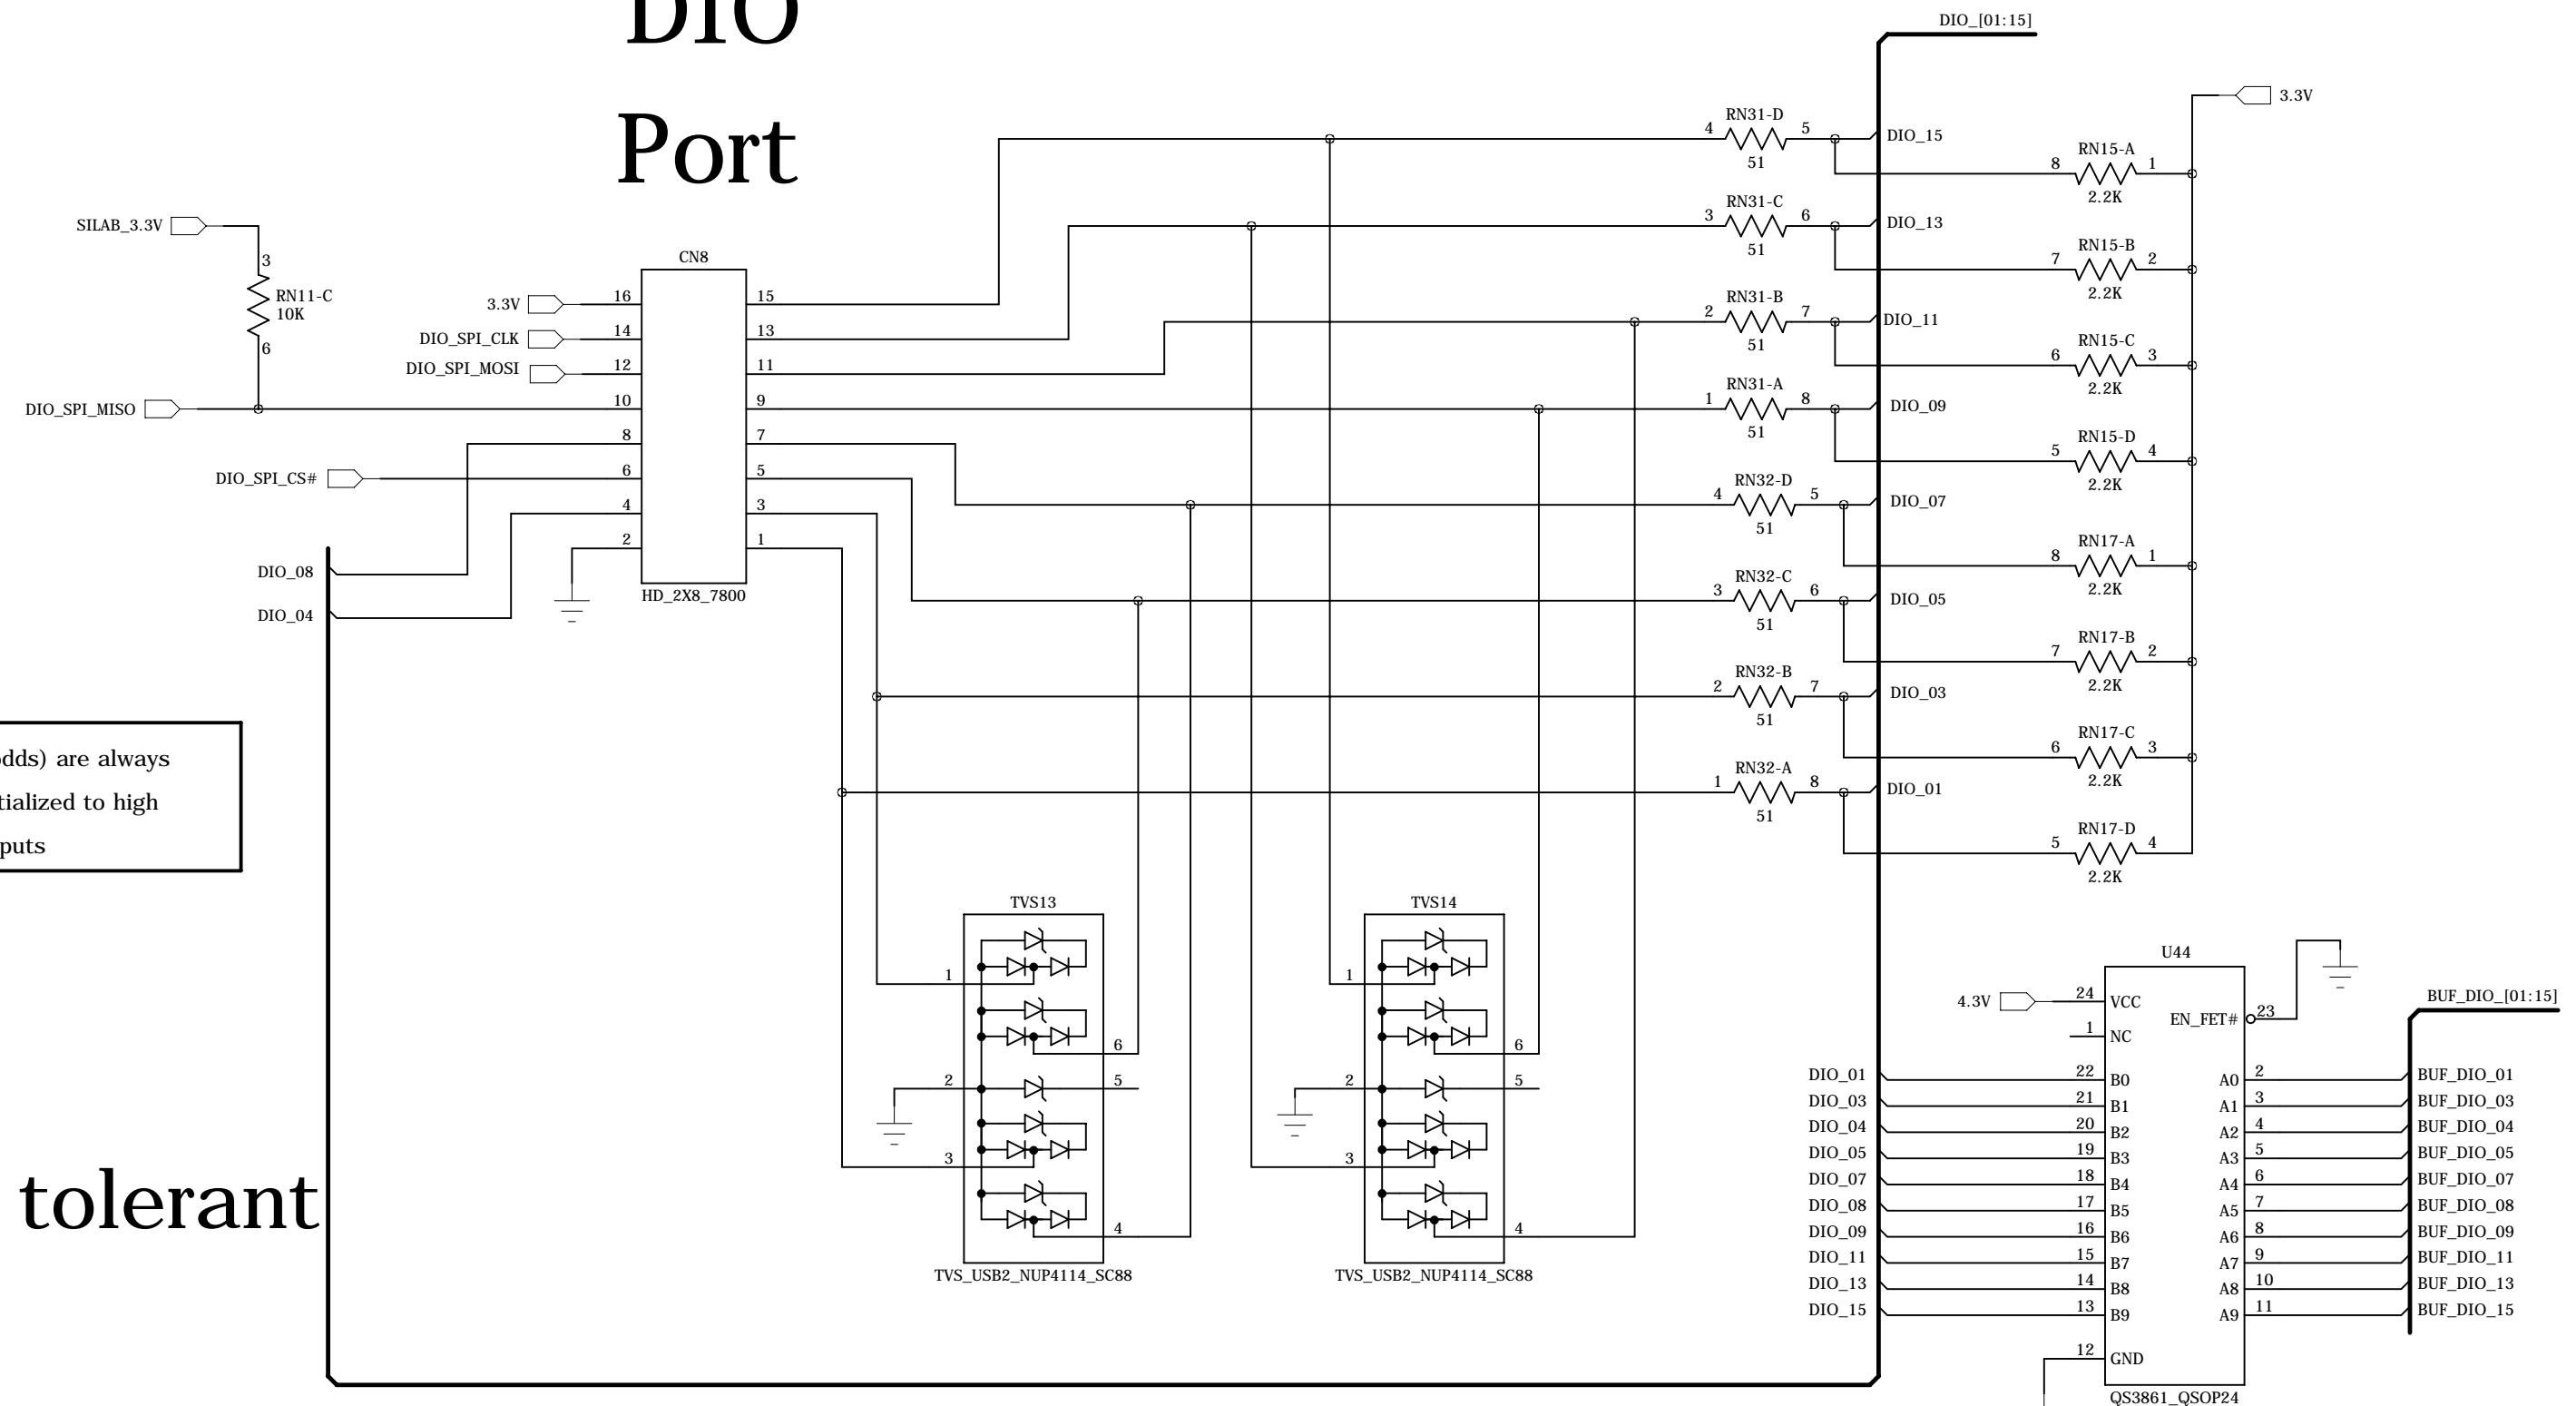 DIO
Port
DIO_[01:15]
3.3V
4 RN31-D 5
51
DIO_15
8 RN15-A 1
2.2K
3 RN31-C 6
51
DIO_13
7 RN15-B 2
2.2K
2 RN31-B 7
51
DIO_11
6 RN15-C 3
2.2K
1 RN31-A 8
51
DIO_09
5 RN15-D 4
2.2K
4 RN32-D 5
51
DIO_07
8 RN17-A 1
2.2K
3 RN32-C 6
51
DIO_05
7 RN17-B 2
2.2K
2 RN32-B 7
51
DIO_03
6 RN17-C 3
2.2K
1 RN32-A 8
51
DIO_01
5 RN17-D 4
2.2K
SILAB_3.3V
3
RN11-C
10K
6
CN8
3.3V 16 15
DIO_SPI_CLK 14 13
DIO_SPI_MOSI 12 11
DIO_SPI_MISO 10 9
8 7
DIO_SPI_CS# 6 5
4 3
2 1
HD_2X8_7800
DIO_08
DIO_04
odds) are always
tialized to high
puts
tolerant
TVS13
1
6
2 5
3
4
TVS_USB2_NUP4114_SC88
TVS14
1
6
2 5
3
4
TVS_USB2_NUP4114_SC88
U44
4.3V 24 VCC
EN_FET# 23
1 NC
BUF_DIO_[01:15]
DIO_01 22 B0 A0 2 BUF_DIO_01
DIO_03 21 B1 A1 3 BUF_DIO_03
DIO_04 20 B2 A2 4 BUF_DIO_04
DIO_05 19 B3 A3 5 BUF_DIO_05
DIO_07 18 B4 A4 6 BUF_DIO_07
DIO_08 17 B5 A5 7 BUF_DIO_08
DIO_09 16 B6 A6 8 BUF_DIO_09
DIO_11 15 B7 A7 9 BUF_DIO_11
DIO_13 14 B8 A8 10 BUF_DIO_13
DIO_15 13 B9 A9 11 BUF_DIO_15
12 GND
QS3861_QSOP24